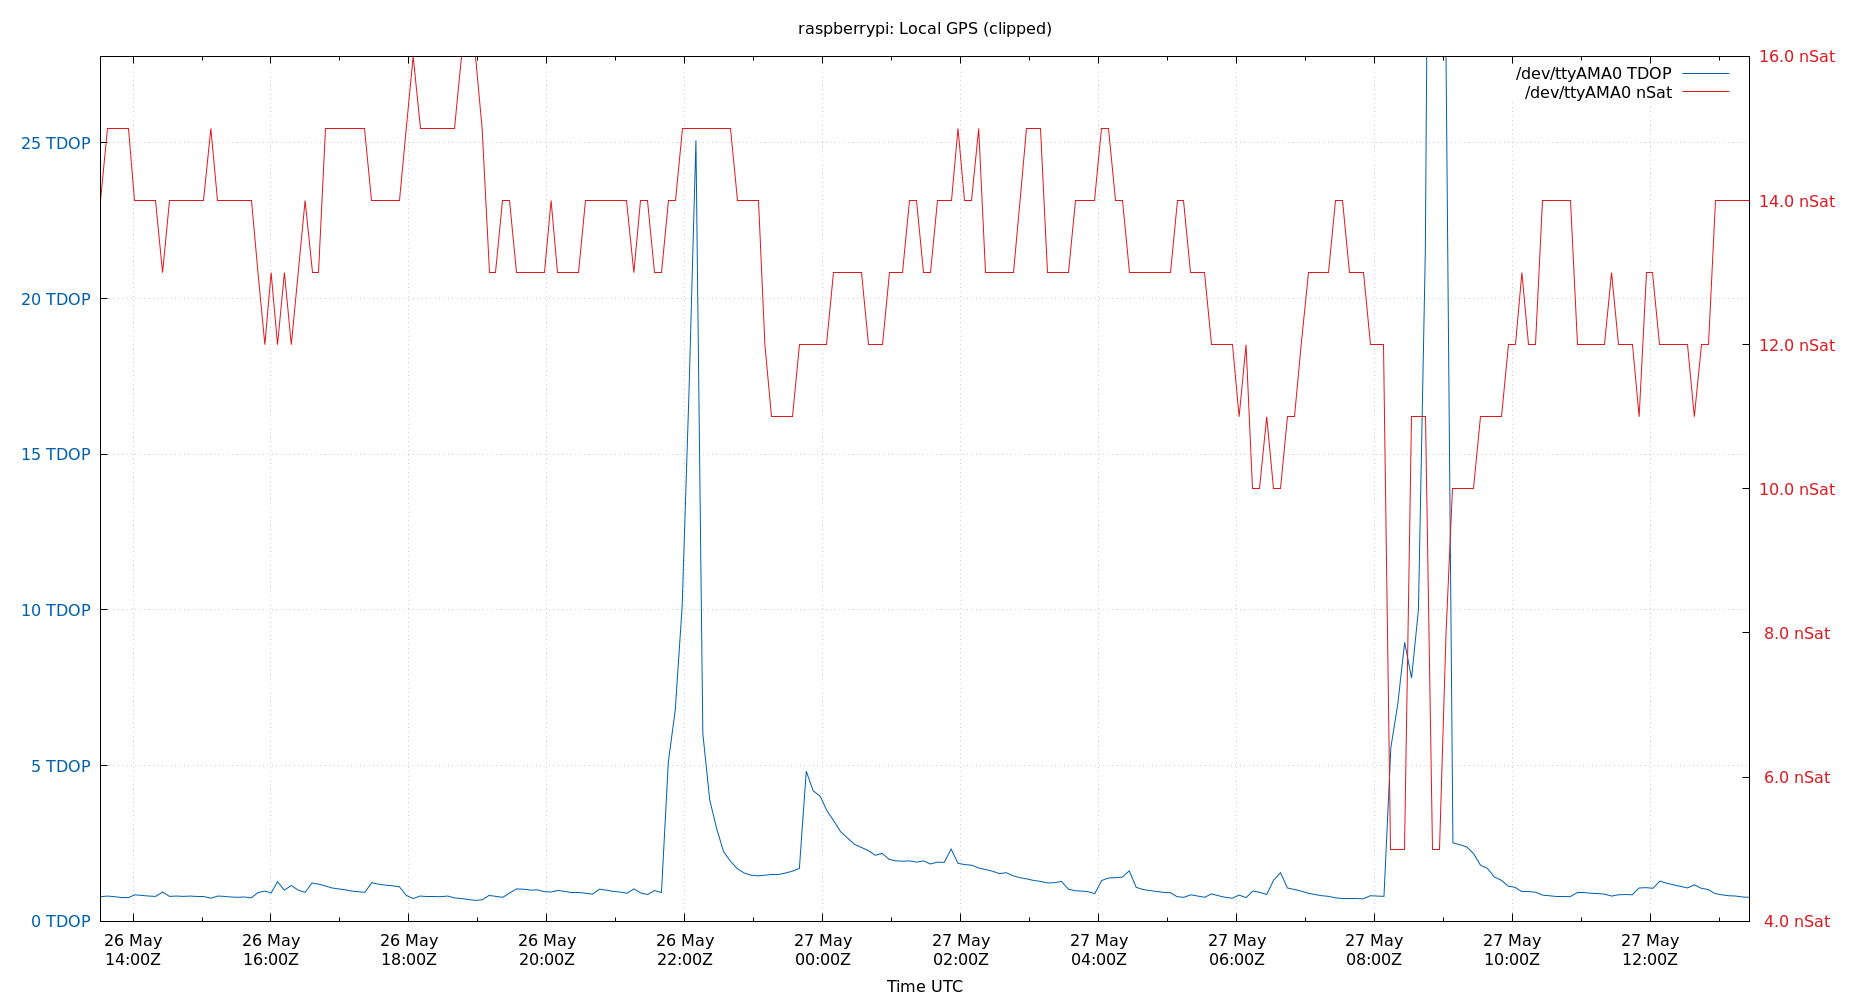 raspberrypi: Local GPS (clipped)
/dev/ttyAMA0 TDOP
/dev/ttyAMA0 nSat
25 TDOP
20 TDOP
15 TDOP
10 TDOP
5 TDOP
0 TDOP
16.0 nSat
14.0 nSat
12.0 nSat
10.0 nSat
8.0 nSat
6.0 nSat
4.0 nSat
26 May
14:00Z
26 May
16:00Z
26 May
18:00Z
26 May
20:00Z
26 May
22:00Z
27 May
00:00Z
27 May
02:00Z
27 May
04:00Z
27 May
06:00Z
27 May
08:00Z
27 May
10:00Z
27 May
12:00Z
Time UTC